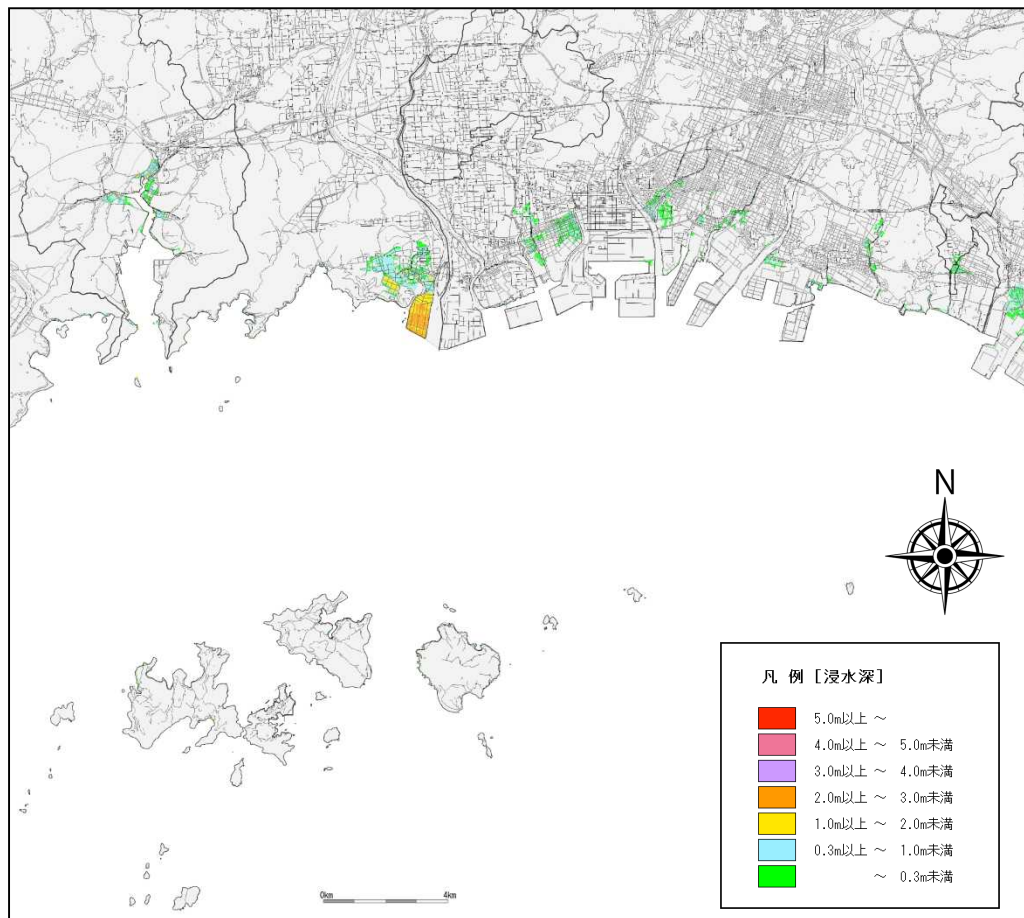 N
凡 例 [浸水深]
5.0m以上 ～
4.0m以上 ～ 5.0m未満
3.0m以上 ～ 4.0m未満
2.0m以上 ～ 3.0m未満
1.0m以上 ～ 2.0m未満
0.3m以上 ～ 1.0m未満
～ 0.3m未満
0km 4km